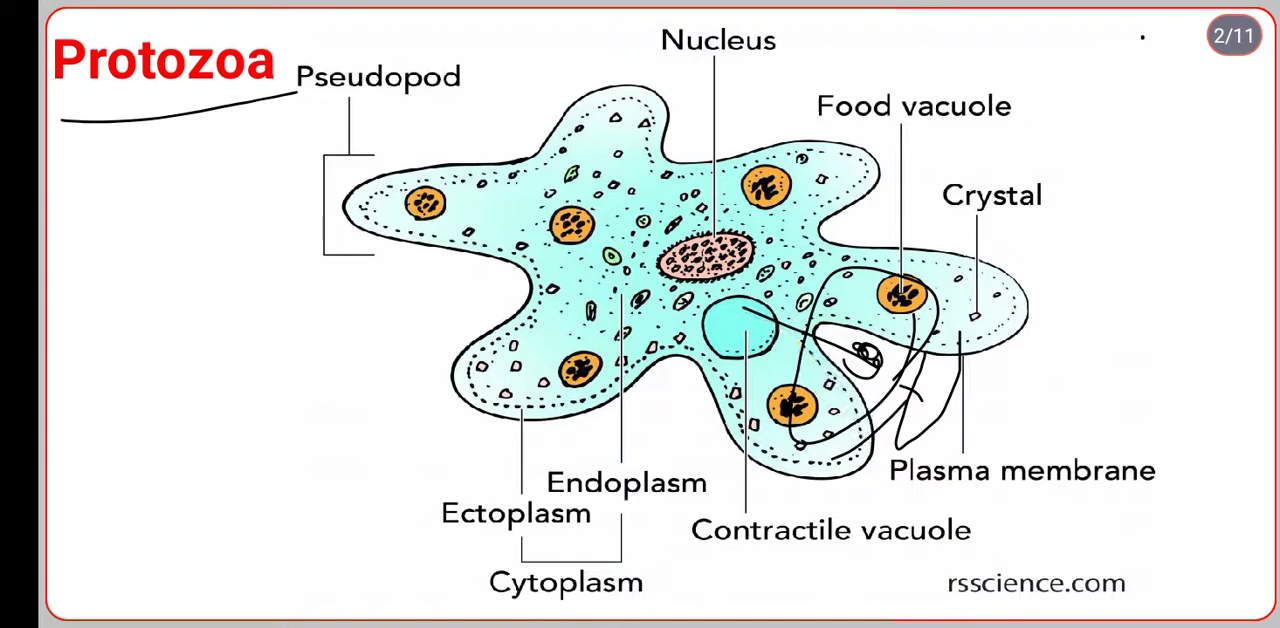 Protozoa
2/11
Nucleus
Pseudopod
Food vacuole
Crystal
Plasma membrane
Endoplasm
Ectoplasm
Contractile vacuole
Cytoplasm
rsscience.com